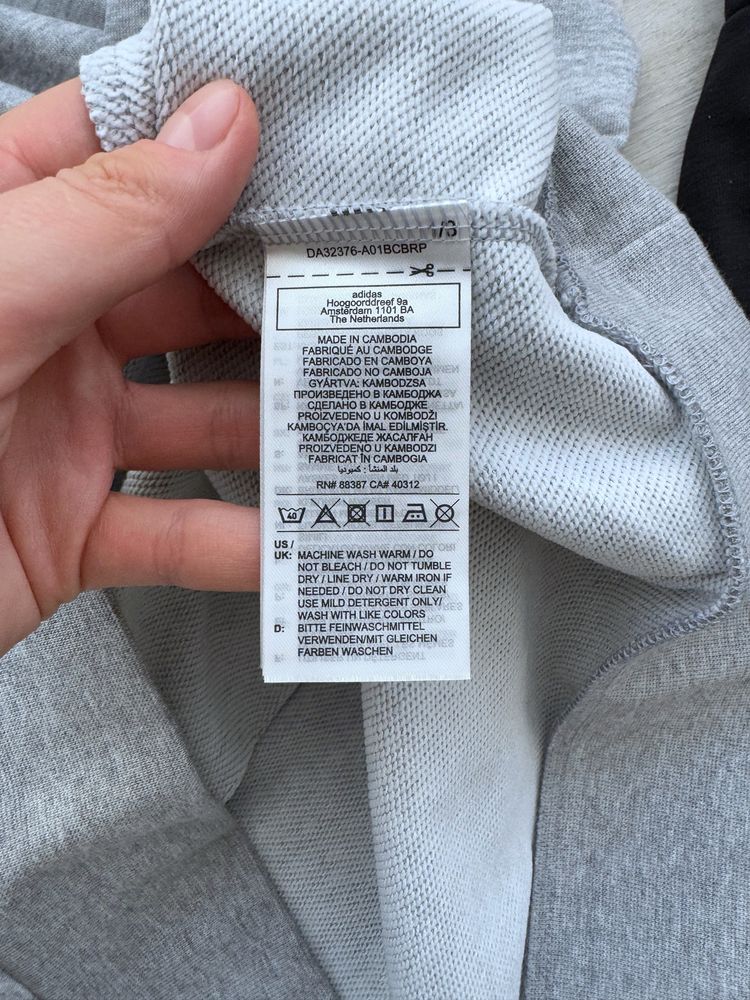 /3
DA32376-A01BCBRP
adidas
Hoogoorddreef 9a
Amsterdam 1101 BA
The Netherlands
MADE IN CAMBODIA
FABRIQUÉ AU CAMBODGE
FABRICADO EN CAMBOYA
FABRICADO NO CAMBOJA
GYÁRTVA: KAMBODZSA
ПРОИЗВЕДЕНО В КАМБОДЖА
СДЕЛАНО В КАМБОДЖЕ
PROIZVEDENO U KOMBODŽI
KAMBOÇYA'DA İMAL EDİLMİŞTİR.
КАМБОДЖЕДЕ ЖАСАЛҒАН
PROIZVEDENO U KAMBODZI
FABRICAT ÎN CAMBOGIA
بلد المنشأ : كمبوديا
RN# 88387 CA# 40312
40
US /
UK: MACHINE WASH WARM / DO
NOT BLEACH / DO NOT TUMBLE
DRY / LINE DRY / WARM IRON IF
NEEDED / DO NOT DRY CLEAN
USE MILD DETERGENT ONLY/
WASH WITH LIKE COLORS
D: BITTE FEINWASCHMITTEL
VERWENDEN/MIT GLEICHEN
FARBEN WASCHEN